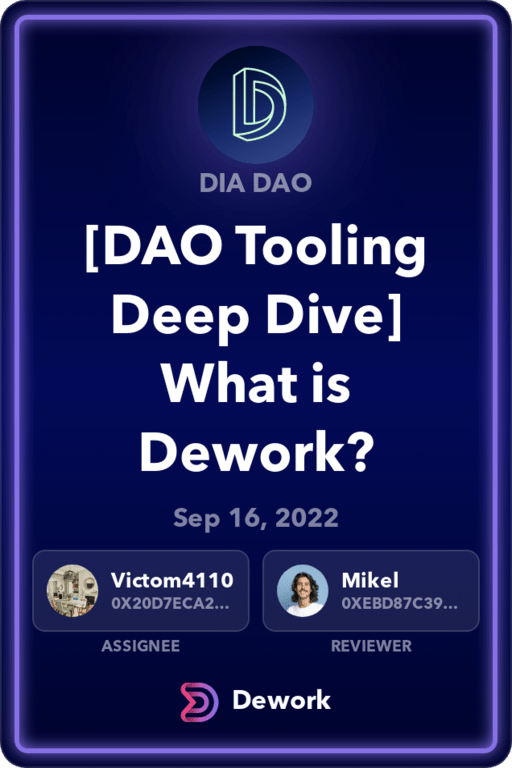 DIA DAO
[DAO Tooling
Deep Dive]
What is
Dework?
Sep 16, 2022
Victom4110
0X20D7ECA2...
ASSIGNEE
Mikel
0XEBD87C39...
REVIEWER
Dework